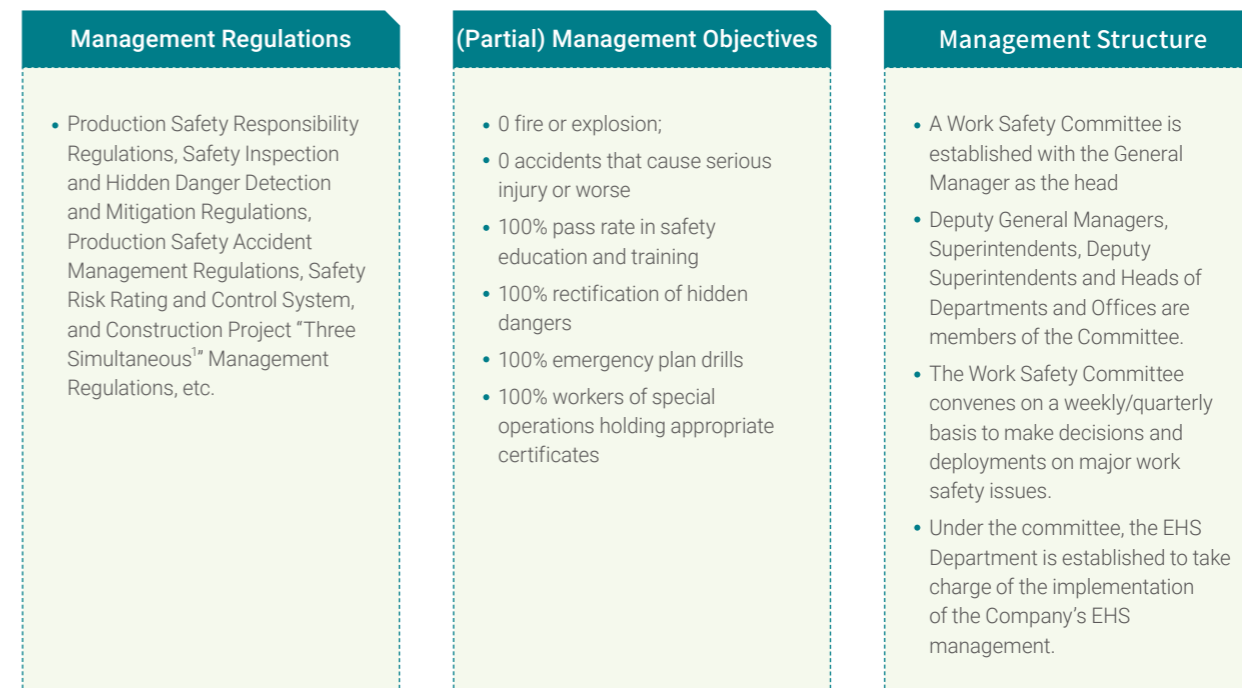 Management Regulations
• Production Safety Responsibility
Regulations, Safety Inspection
and Hidden Danger Detection
and Mitigation Regulations,
Production Safety Accident
Management Regulations, Safety
Risk Rating and Control System,
and Construction Project “Three
Simultaneous¹” Management
Regulations, etc.
(Partial) Management Objectives
• 0 fire or explosion;
• 0 accidents that cause serious
injury or worse
• 100% pass rate in safety
education and training
• 100% rectification of hidden
dangers
• 100% emergency plan drills
• 100% workers of special
operations holding appropriate
certificates
Management Structure
• A Work Safety Committee is
established with the General
Manager as the head
• Deputy General Managers,
Superintendents, Deputy
Superintendents and Heads of
Departments and Offices are
members of the Committee.
• The Work Safety Committee
convenes on a weekly/quarterly
basis to make decisions and
deployments on major work
safety issues.
• Under the committee, the EHS
Department is established to take
charge of the implementation
of the Company’s EHS
management.